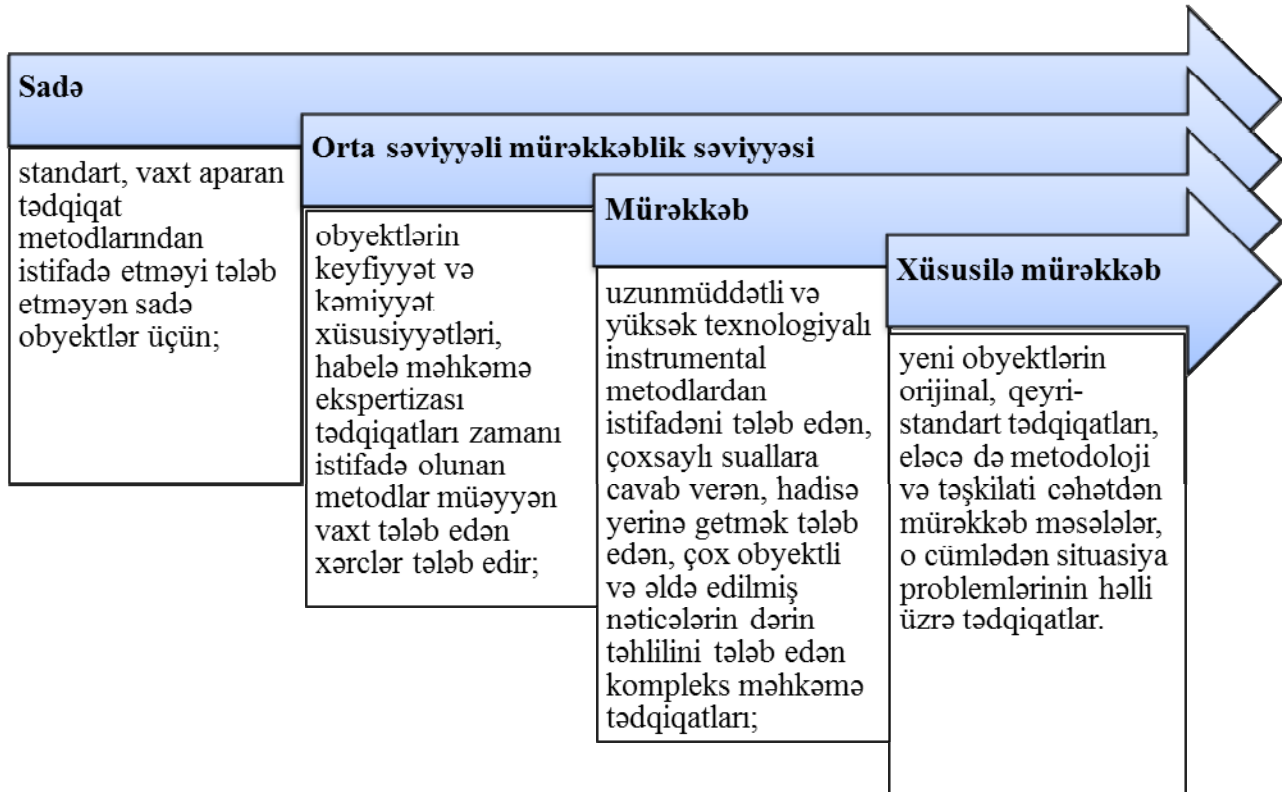 Sadə
standart, vaxt aparan
tədqiqat
metodlarından
istifadə etməyi tələb
etməyən sadə
obyektlər üçün;
Orta səviyyəli mürəkkəblik səviyyəsi
obyektlərin
keyfiyyət və
kəmiyyət
xüsusiyyətləri,
habelə məhkəmə
ekspertizası
tədqiqatları zamanı
istifadə olunan
metodlar müəyyən
vaxt tələb edən
xərclər tələb edir;
Mürəkkəb
uzunmüddətli və
yüksək texnologiyalı
instrumental
metodlardan
istifadəni tələb edən,
çoxsaylı suallara
cavab verən, hadisə
yerinə getmək tələb
edən, çox obyektli
və əldə edilmiş
nəticələrin dərin
təhlilini tələb edən
kompleks məhkəmə
tədqiqatları;
Xüsusilə mürəkkəb
yeni obyektlərin
orijinal, qeyri-
standart tədqiqatları,
eləcə də metodoloji
və təşkilati cəhətdən
mürəkkəb məsələlər,
o cümlədən situasiya
problemlərinin həlli
üzrə tədqiqatlar.